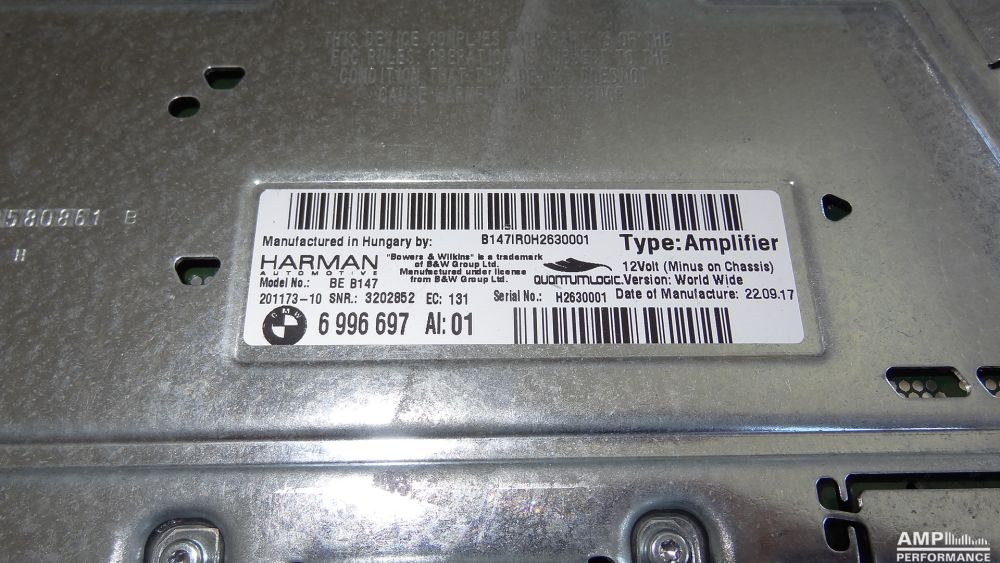 THIS DEVICE COMPLIES WITH PART 15 OF THE
FCC RULES. OPERATION IS SUBJECT TO THE
CONDITION THAT DEVICE DOES NOT
CAUSE HARMFUL INTERFERENCE
580861 B
H
B147IR0H2630001
Manufactured in Hungary by:
Type:Amplifier
HARMAN
AUTOMOTIVE
"Bowers & Wilkins" is a trademark
of B&W Group Ltd.
Manufactured under license
from B&W Group Ltd.
QUANTUMLOGIC
12Volt (Minus on Chassis)
Version: World Wide
Model No.: BE B147
201173-10 SNR.: 3202852 EC: 131
Serial No.: H2630001
Date of Manufacture: 22.09.17
BMW
6 996 697 AI: 01
AMP
PERFORMANCE